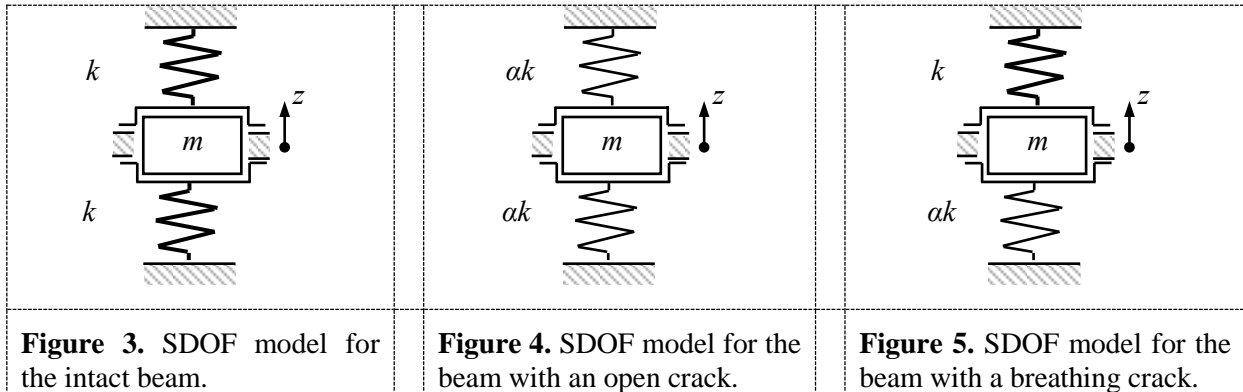 k
z
m
k
αk
z
m
αk
k
z
m
αk
Figure 3. SDOF model for
the intact beam.
Figure 4. SDOF model for the
beam with an open crack.
Figure 5. SDOF model for the
beam with a breathing crack.